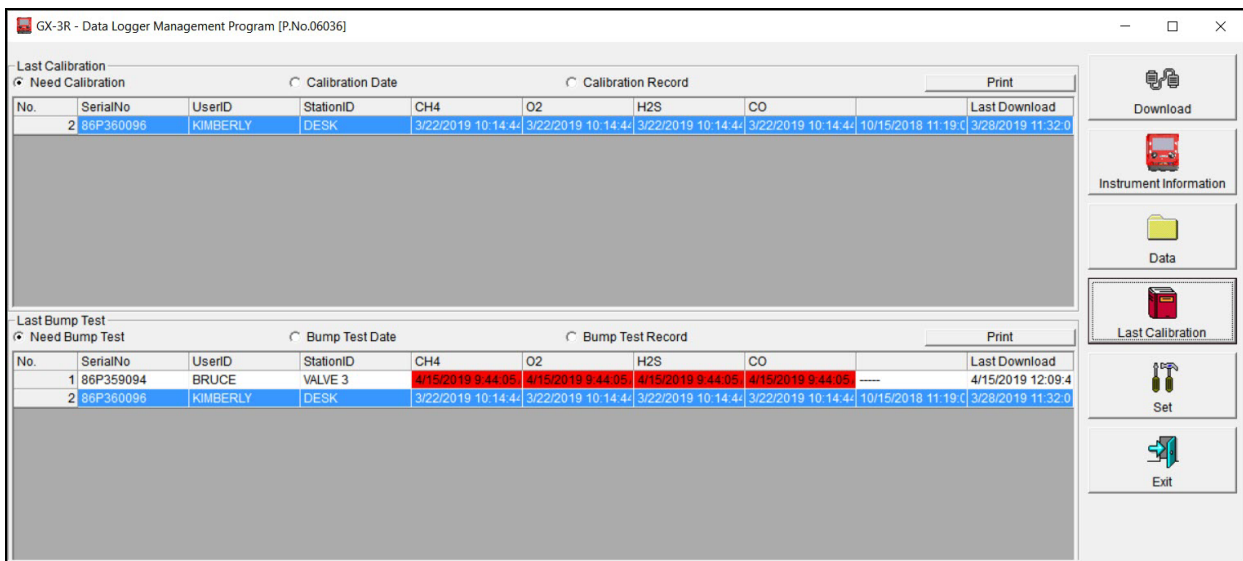 GX-3R - Data Logger Management Program [P.No.06036]
Last Calibration
Need Calibration Calibration Date Calibration Record Print
No. SerialNo UserID StationID CH4 O2 H2S CO Last Download
2 86P360096 KIMBERLY DESK 3/22/2019 10:14:44 3/22/2019 10:14:44 3/22/2019 10:14:44 3/22/2019 10:14:44 10/15/2018 11:19:0 3/28/2019 11:32:0
Last Bump Test
Need Bump Test Bump Test Date Bump Test Record Print
No. SerialNo UserID StationID CH4 O2 H2S CO Last Download
1 86P359094 BRUCE VALVE 3 4/15/2019 9:44:05 4/15/2019 9:44:05 4/15/2019 9:44:05 4/15/2019 9:44:05 ----- 4/15/2019 12:09:4
2 86P360096 KIMBERLY DESK 3/22/2019 10:14:44 3/22/2019 10:14:44 3/22/2019 10:14:44 3/22/2019 10:14:44 10/15/2018 11:19:0 3/28/2019 11:32:0
Download
Instrument Information
Data
Last Calibration
Set
Exit